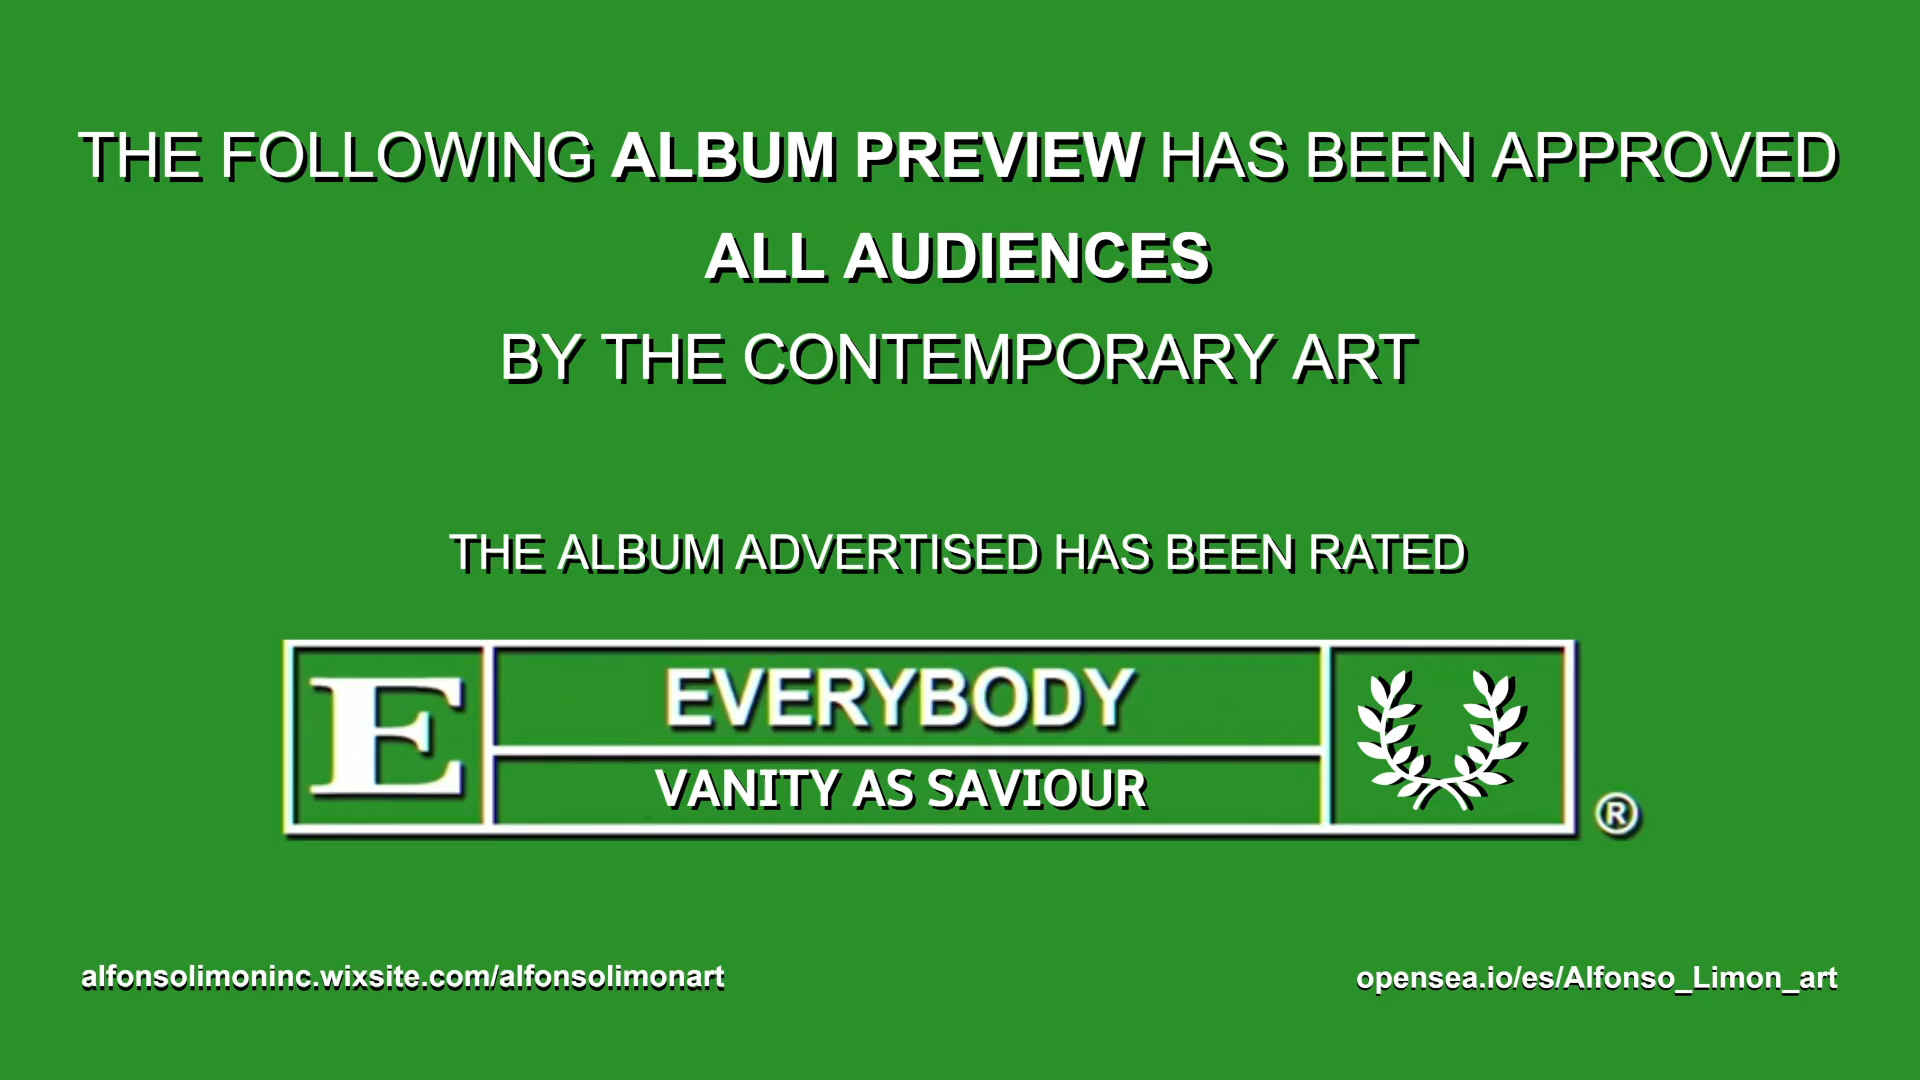 THE FOLLOWING ALBUM PREVIEW HAS BEEN APPROVED
ALL AUDIENCES
BY THE CONTEMPORARY ART
THE ALBUM ADVERTISED HAS BEEN RATED
E
EVERYBODY
VANITY AS SAVIOUR
®
alfonsolimoninc.wixsite.com/alfonsolimonart
opensea.io/es/Alfonso_Limon_art